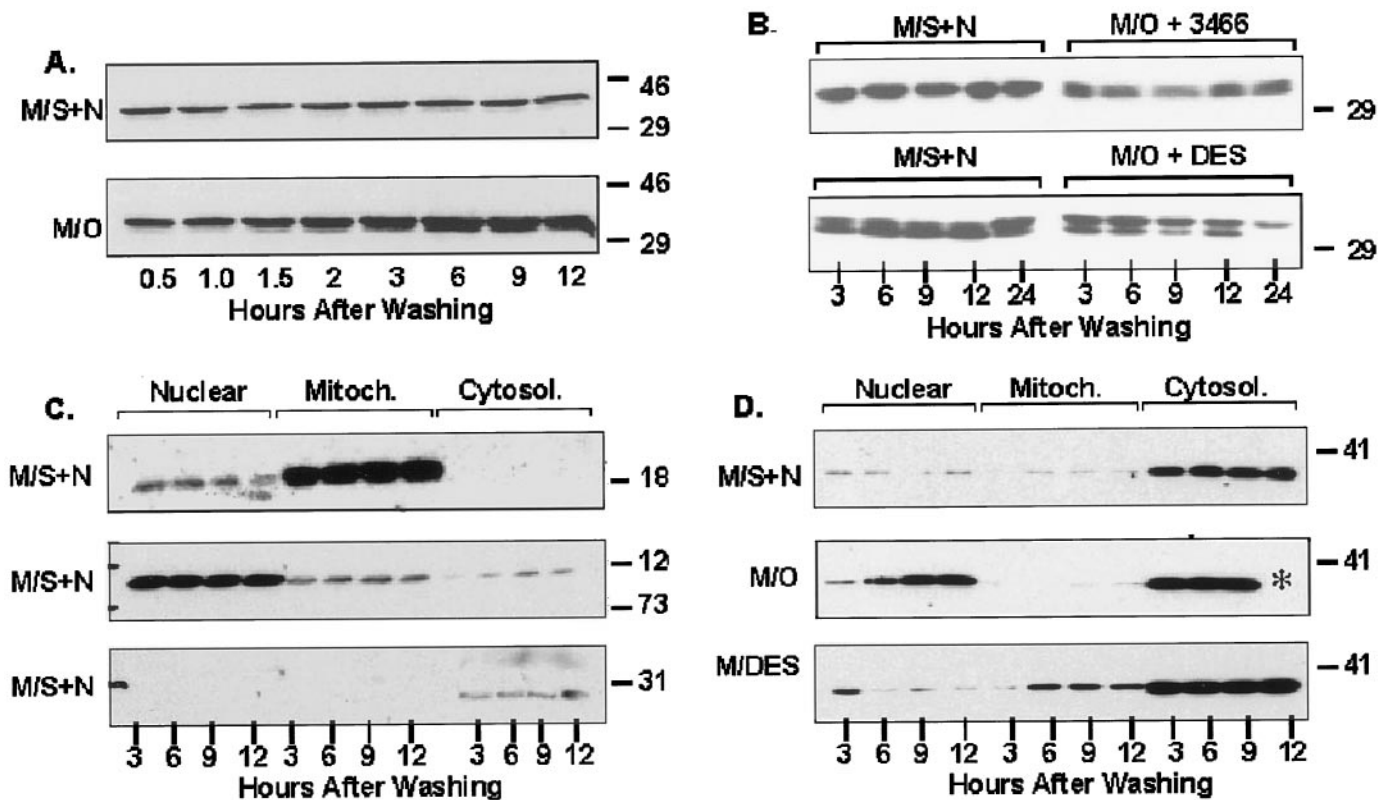 A.
M/S+N
46
29
M/O
46
29
0.5 1.0 1.5 2 3 6 9 12
Hours After Washing
B.
M/S+N M/O + 3466
29
M/S+N M/O + DES
29
3 6 9 12 24 3 6 9 12 24
Hours After Washing
C.
Nuclear Mitoch. Cytosol.
M/S+N
18
M/S+N
12
73
M/S+N
31
3 6 9 12 3 6 9 12 3 6 9 12
Hours After Washing
D.
Nuclear Mitoch. Cytosol.
M/S+N
41
M/O
41
*
M/DES
41
3 6 9 12 3 6 9 12 3 6 9 12
Hours After Washing